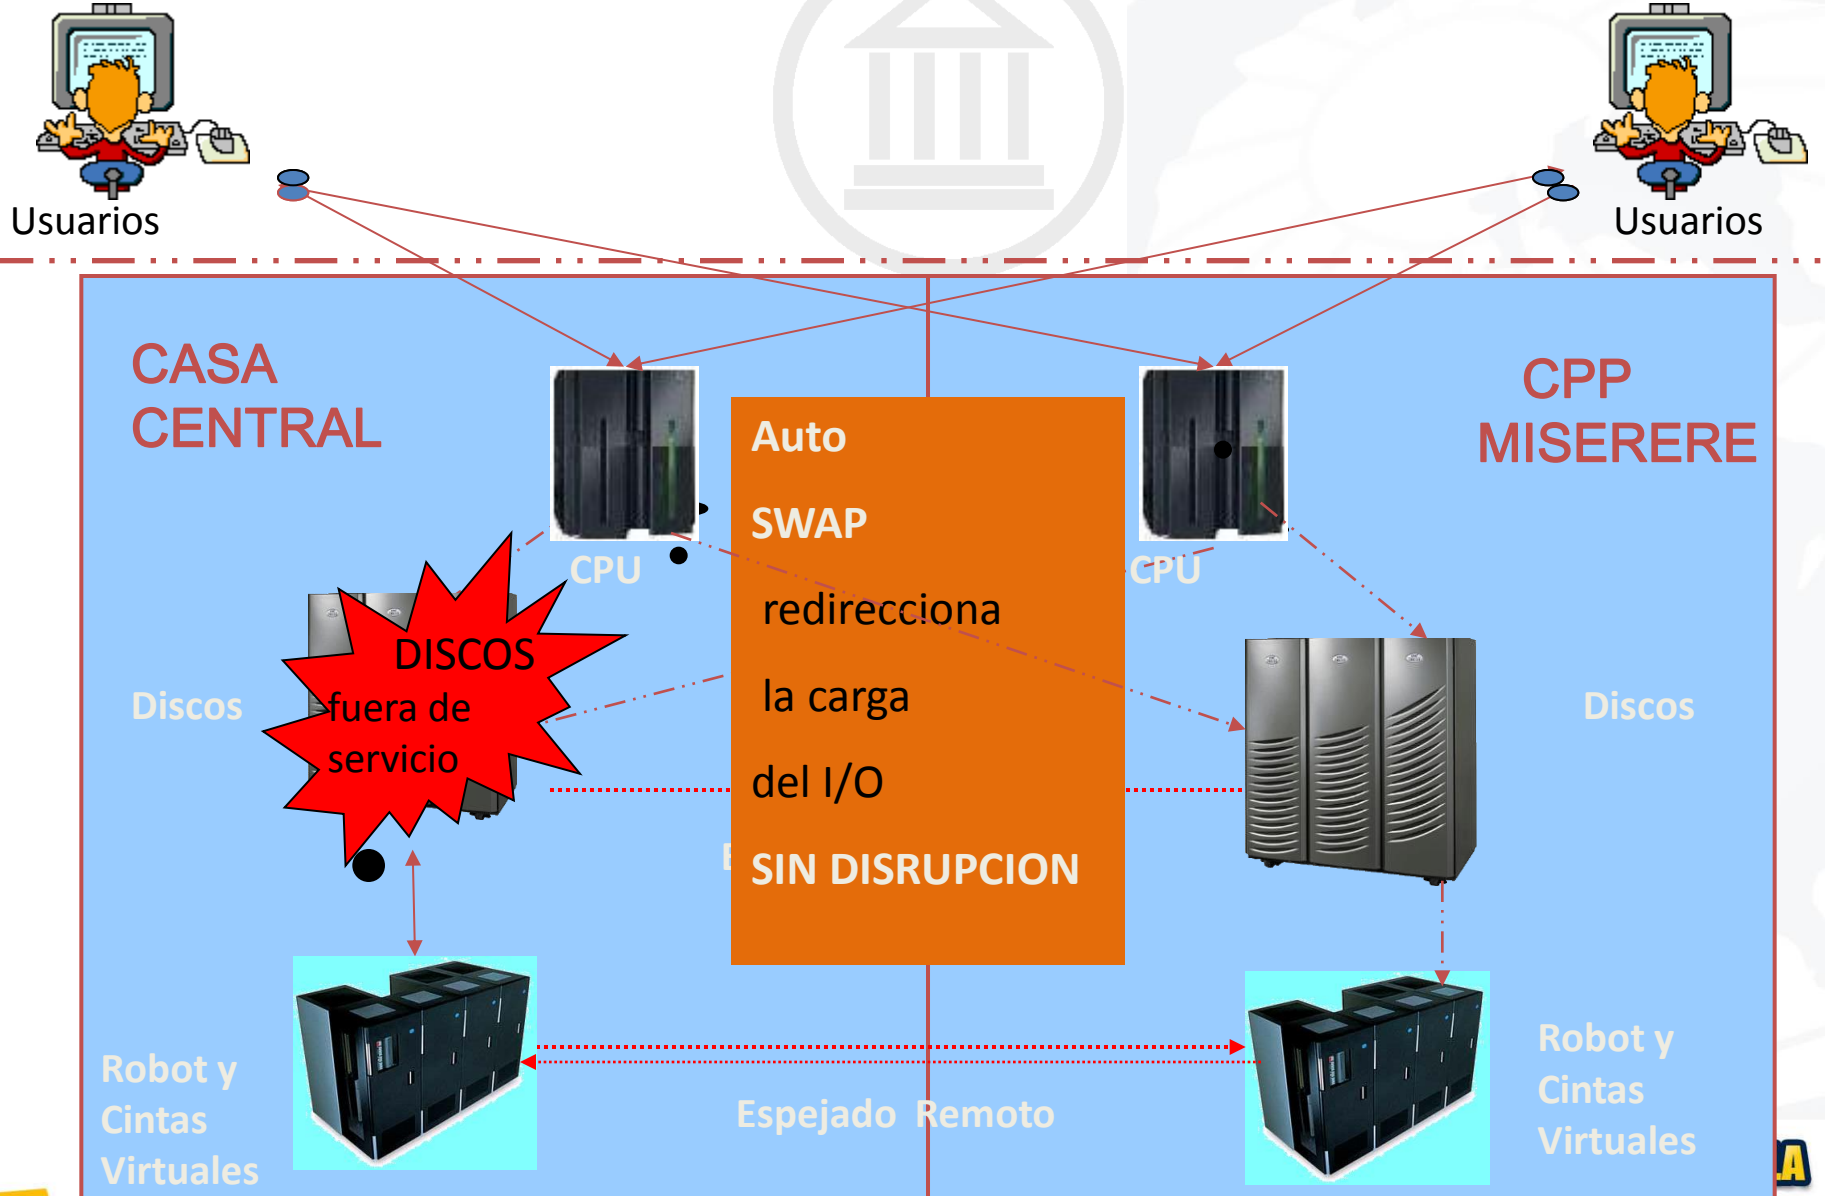 Usuarios
Usuarios
CASA
CENTRAL
CPP
MISERERE
Auto
SWAP
redirecciona
la carga
del I/O
SIN DISRUPCION
CPU
CPU
DISCOS
fuera de
servicio
Discos
Discos
Robot y
Cintas
Virtuales
Espejado Remoto
Robot y
Cintas
Virtuales